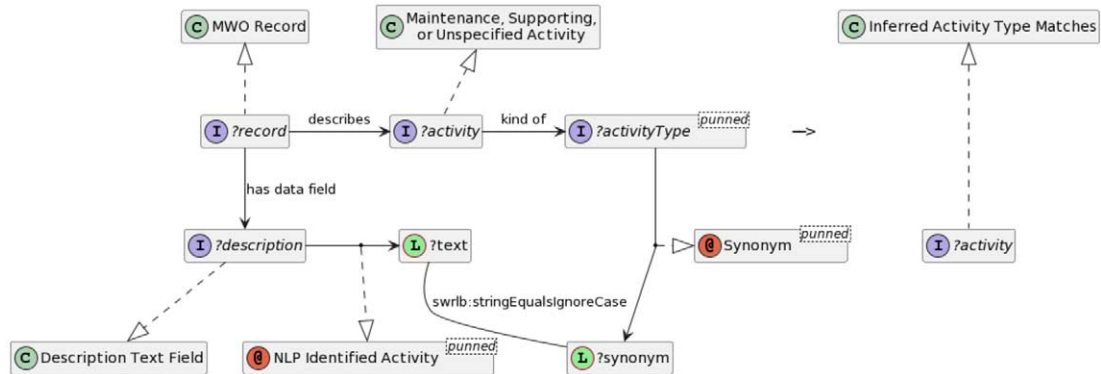 C MWO Record
C Maintenance, Supporting,
or Unspecified Activity
C Inferred Activity Type Matches
I ?record
describes
I ?activity
kind of
I ?activityType
punned
—>
has data field
I ?description
L ?text
@ Synonym
punned
I ?activity
swrlb:stringEqualsIgnoreCase
C Description Text Field
@ NLP Identified Activity
punned
L ?synonym